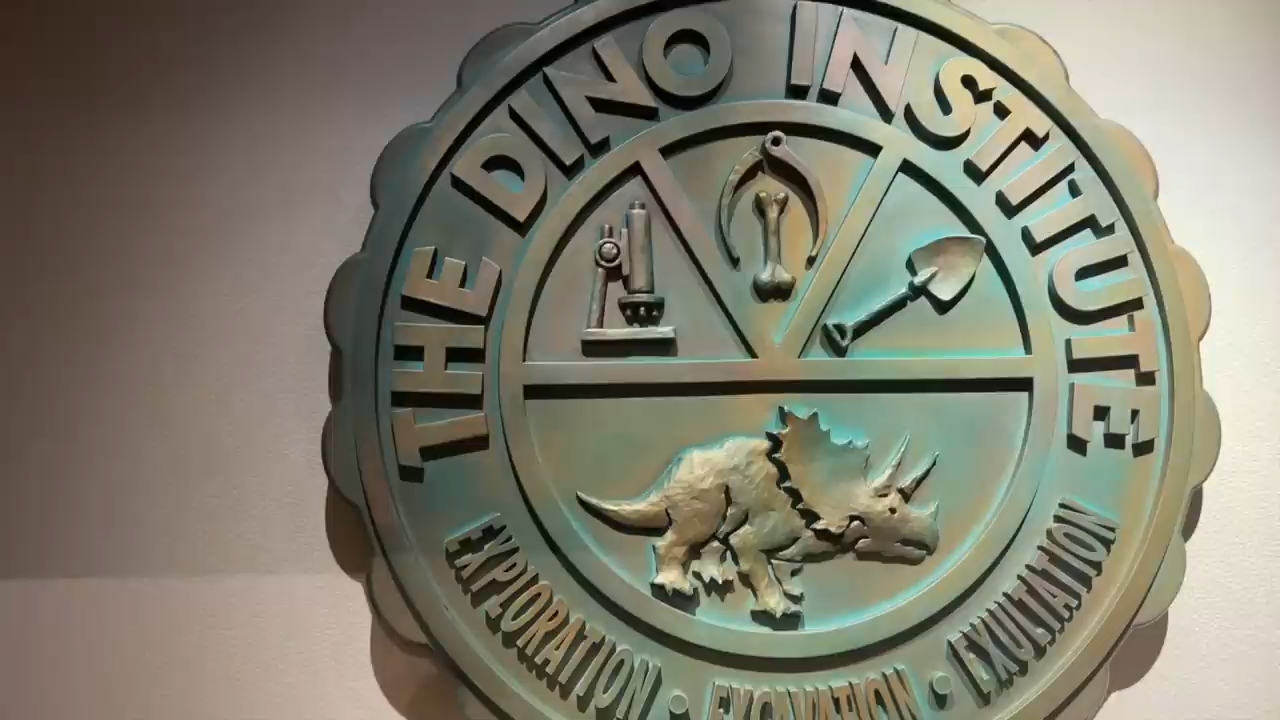 THE DINO INSTITUTE
EXPLORATION • EXCAVATION • EXULTATION